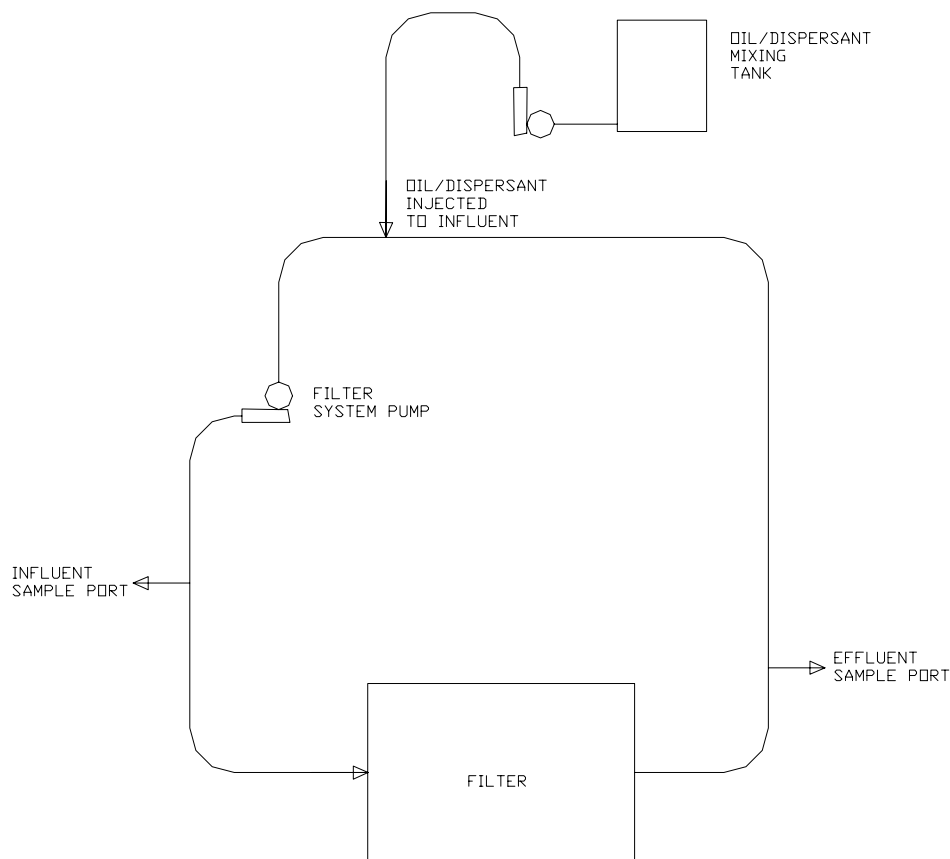 OIL/DISPERSANT
MIXING
TANK
OIL/DISPERSANT
INJECTED
TO INFLUENT
FILTER
SYSTEM PUMP
INFLUENT
SAMPLE PORT
EFFLUENT
SAMPLE PORT
FILTER